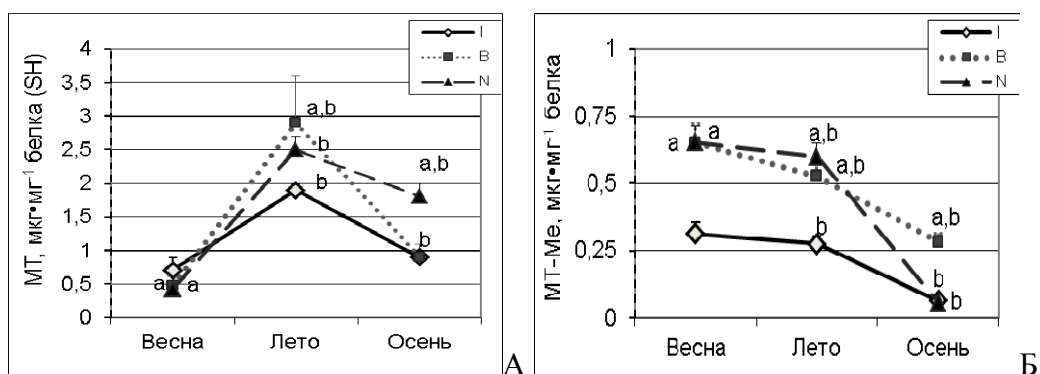 МТ, мкг•мг⁻¹ белка (SH)
4
3,5
3
2,5
2
1,5
1
0,5
0
I
B
N
a,b
b
b
a,b
b
a
a
Весна
Лето
Осень
А
МТ-Ме, мкг•мг⁻¹ белка
1
0,75
0,5
0,25
0
I
B
N
a
a
a,b
a,b
b
a,b
b
b
Весна
Лето
Осень
Б